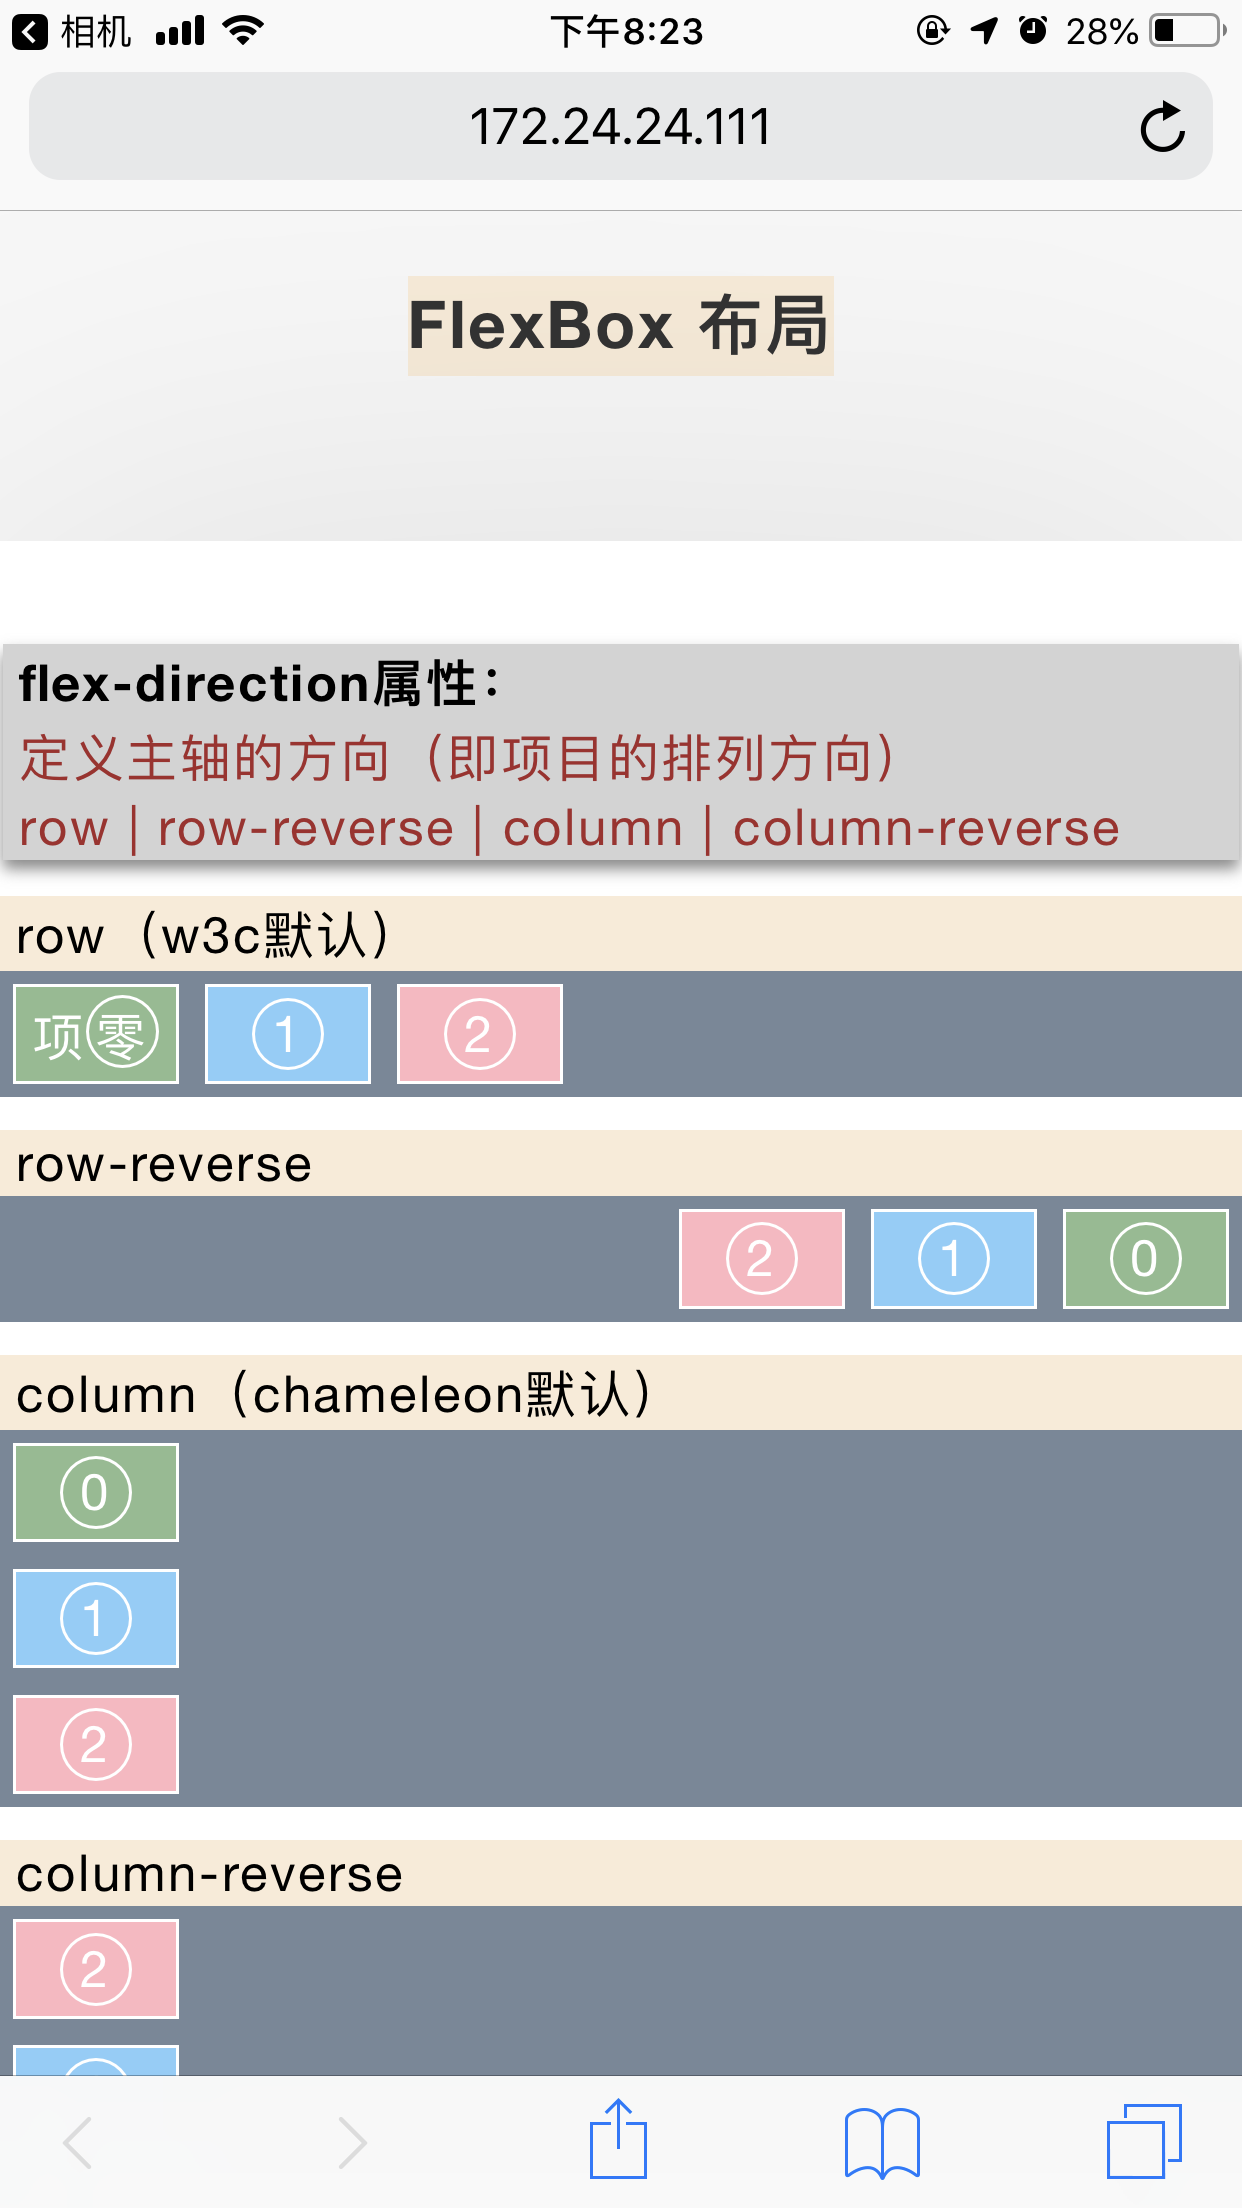 相机 下午8:23 28%
172.24.24.111
FlexBox 布局
flex-direction属性：
定义主轴的方向（即项目的排列方向）
row | row-reverse | column | column-reverse
row（w3c默认）
项零 1 2
row-reverse
2 1 0
column（chameleon默认）
0
1
2
column-reverse
2